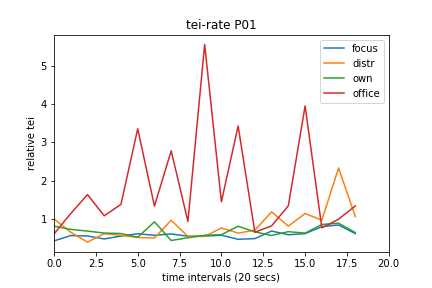 tei-rate P01
focus
distr
own
office
relative tei
5
4
3
2
1
0.0 2.5 5.0 7.5 10.0 12.5 15.0 17.5 20.0
time intervals (20 secs)